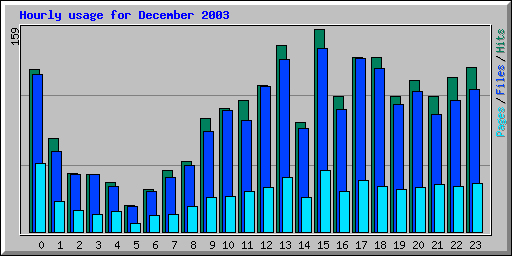 Hourly usage for December 2003
159
Pages / Files / Hits
0 1 2 3 4 5 6 7 8 9 10 11 12 13 14 15 16 17 18 19 20 21 22 23